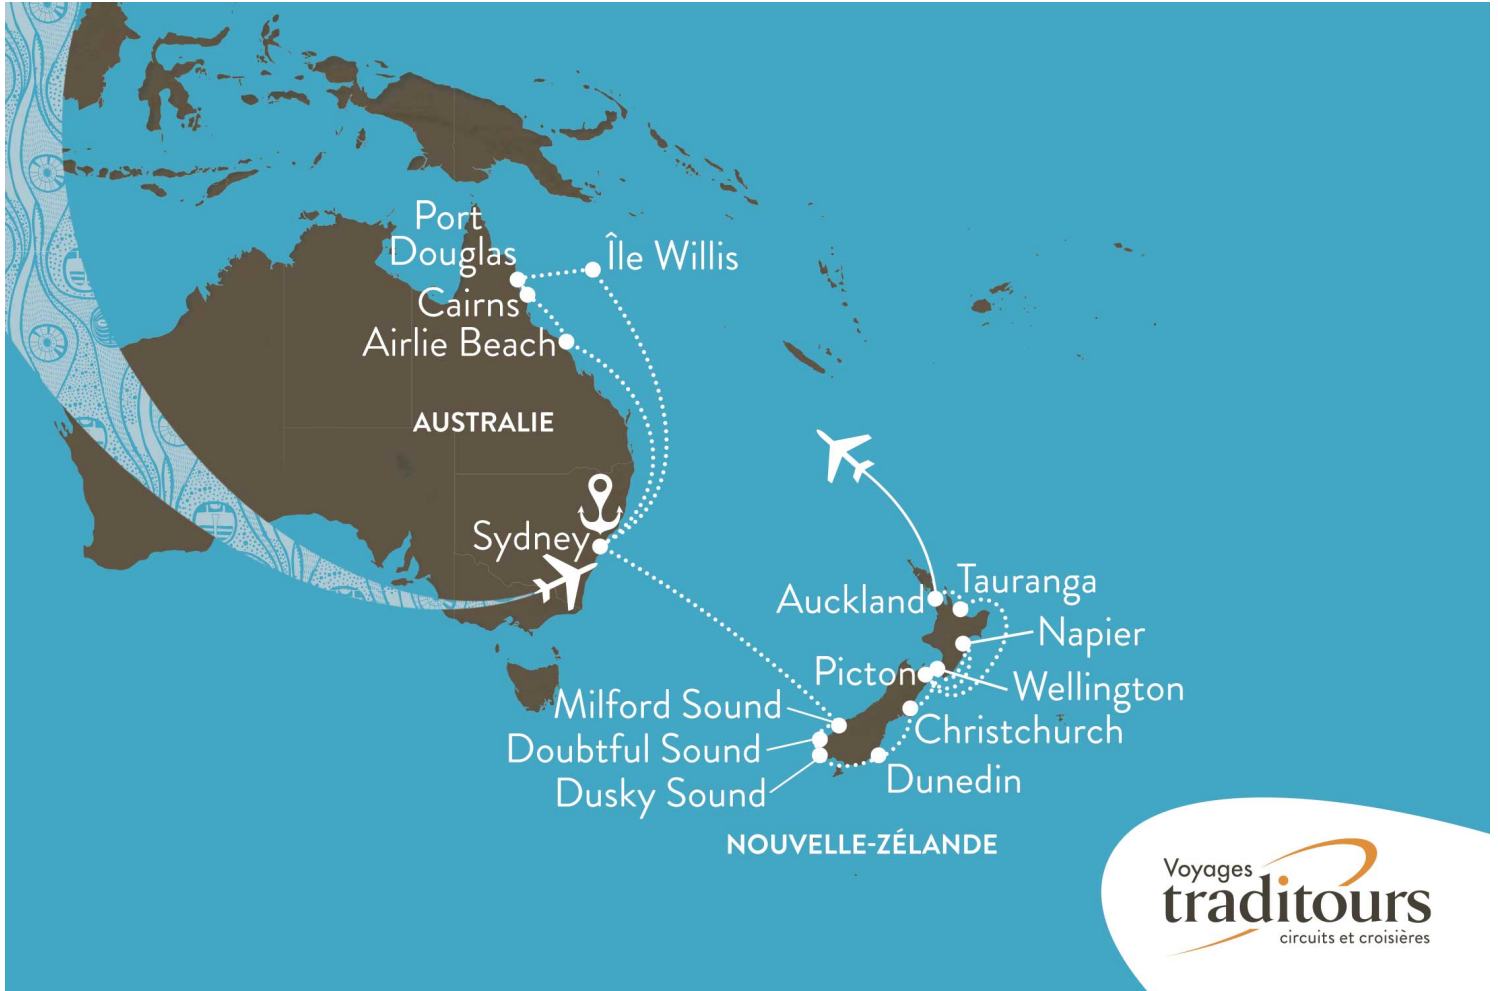 Port
Douglas
Île Willis
Cairns
Airlie Beach
AUSTRALIE
Sydney
Auckland
Tauranga
Napier
Picton
Wellington
Milford Sound
Christchurch
Doubtful Sound
Dusky Sound
Dunedin
NOUVELLE-ZÉLANDE
Voyages
traditours
circuits et croisières